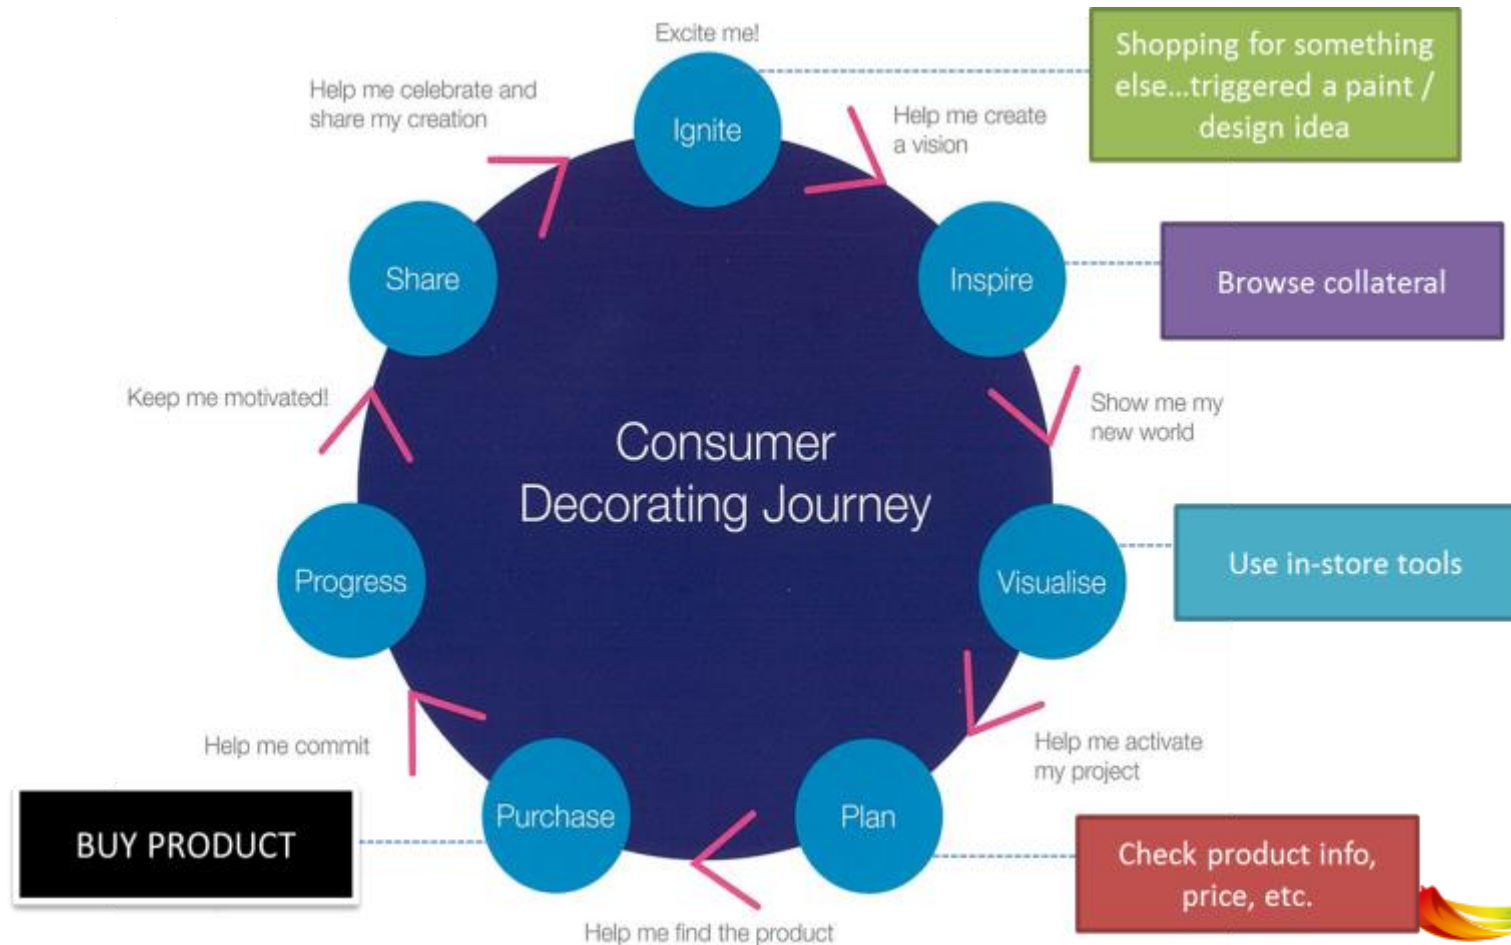 Excite me!
Ignite
Shopping for something
else...triggered a paint /
design idea
Help me create
a vision
Inspire
Browse collateral
Show me my
new world
Visualise
Use in-store tools
Help me activate
my project
Plan
Check product info,
price, etc.
Help me find the product
Purchase
BUY PRODUCT
Help me commit
Progress
Keep me motivated!
Share
Help me celebrate and
share my creation
Consumer
Decorating Journey